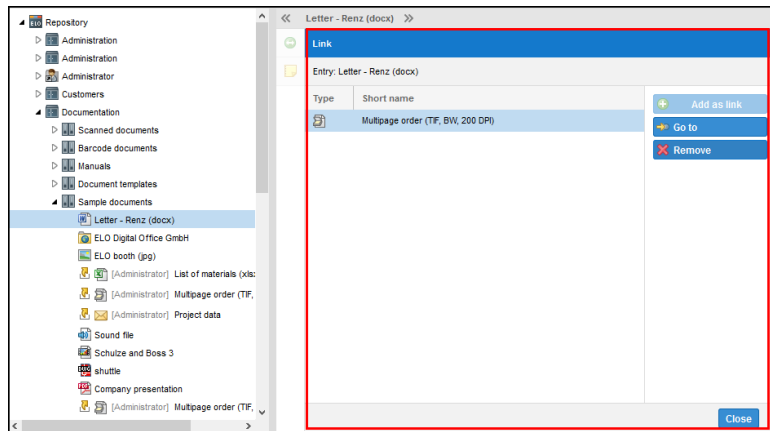 Repository
Administration
Administration
Administrator
Customers
Documentation
Scanned documents
Barcode documents
Manuals
Document templates
Sample documents
Letter - Renz (docx)
ELO Digital Office GmbH
ELO booth (jpg)
[Administrator] List of materials (xls:
[Administrator] Multipage order (TIF,
[Administrator] Project data
Sound file
Schulze and Boss 3
shuttle
Company presentation
[Administrator] Multipage order (TIF,
Letter - Renz (docx)
Link
Entry: Letter - Renz (docx)
Type Short name
Multipage order (TIF, BW, 200 DPI)
Add as link
Go to
Remove
Close